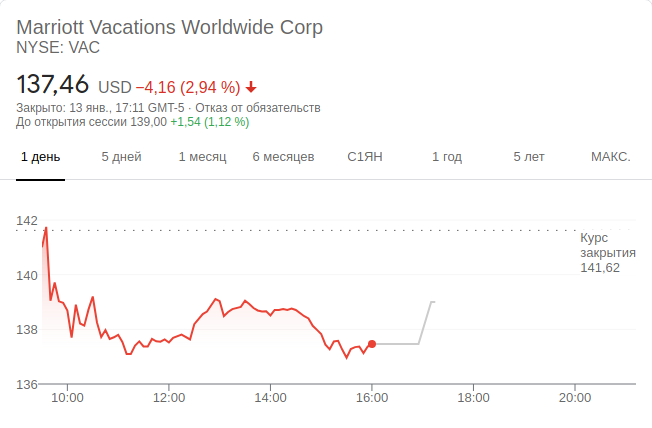 Marriott Vacations Worldwide Corp
NYSE: VAC
137,46 USD −4,16 (2,94 %)
Закрыто: 13 янв., 17:11 GMT-5 · Отказ от обязательств
До открытия сессии 139,00 +1,54 (1,12 %)
1 день 5 дней 1 месяц 6 месяцев С1ЯН 1 год 5 лет МАКС.
142
Курс
закрытия
141,62
140
138
136
10:00 12:00 14:00 16:00 18:00 20:00